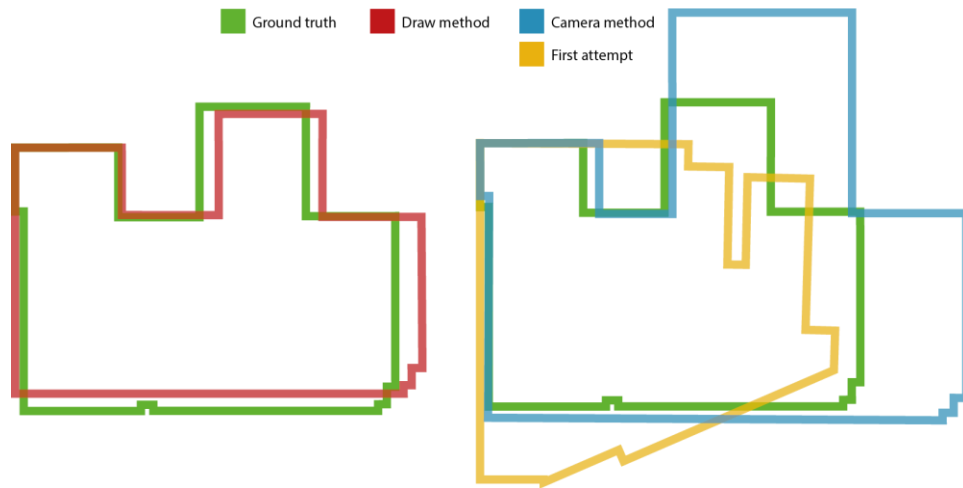 Ground truth
Draw method
Camera method
First attempt